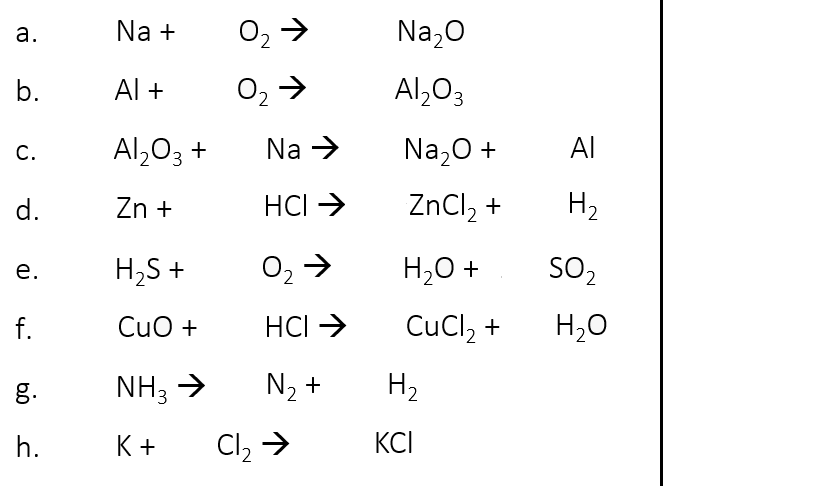 a. Na + O₂ → Na₂O
b. Al + O₂ → Al₂O₃
c. Al₂O₃ + Na → Na₂O + Al
d. Zn + HCl → ZnCl₂ + H₂
e. H₂S + O₂ → H₂O + SO₂
f. CuO + HCl → CuCl₂ + H₂O
g. NH₃ → N₂ + H₂
h. K + Cl₂ → KCl